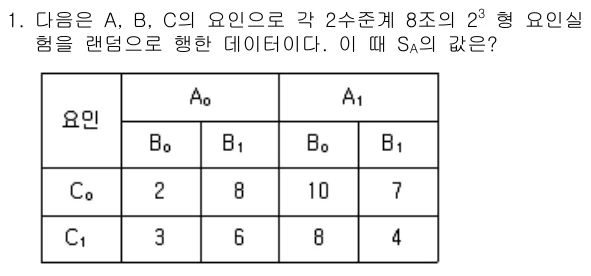 1. 다음은 A, B, C의 요인으로 각 2수준계 8조의 2³ 형 요인실
험을 랜덤으로 행한 데이터이다. 이 때 Sₐ의 값은?
요인 A₀ A₁
B₀ B₁ B₀ B₁
C₀ 2 8 10 7
C₁ 3 6 8 4